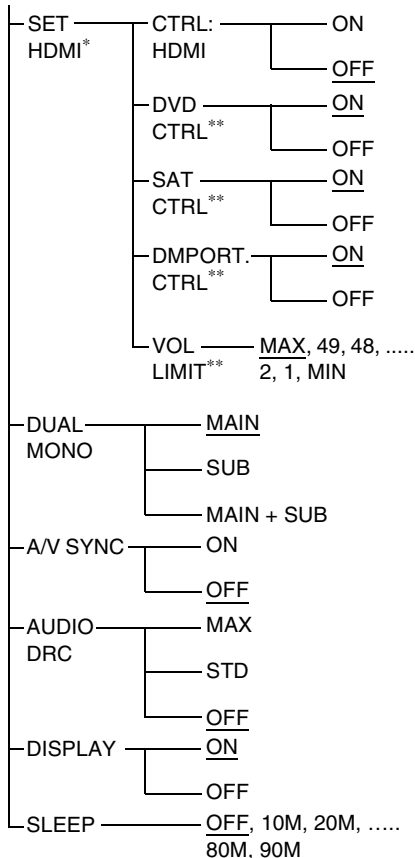 SET HDMI*
CTRL: HDMI
ON
OFF
DVD CTRL**
ON
OFF
SAT CTRL**
ON
OFF
DMPORT. CTRL**
ON
OFF
VOL LIMIT**
MAX, 49, 48, .....
2, 1, MIN
DUAL MONO
MAIN
SUB
MAIN + SUB
A/V SYNC
ON
OFF
AUDIO DRC
MAX
STD
OFF
DISPLAY
ON
OFF
SLEEP
OFF, 10M, 20M, .....
80M, 90M